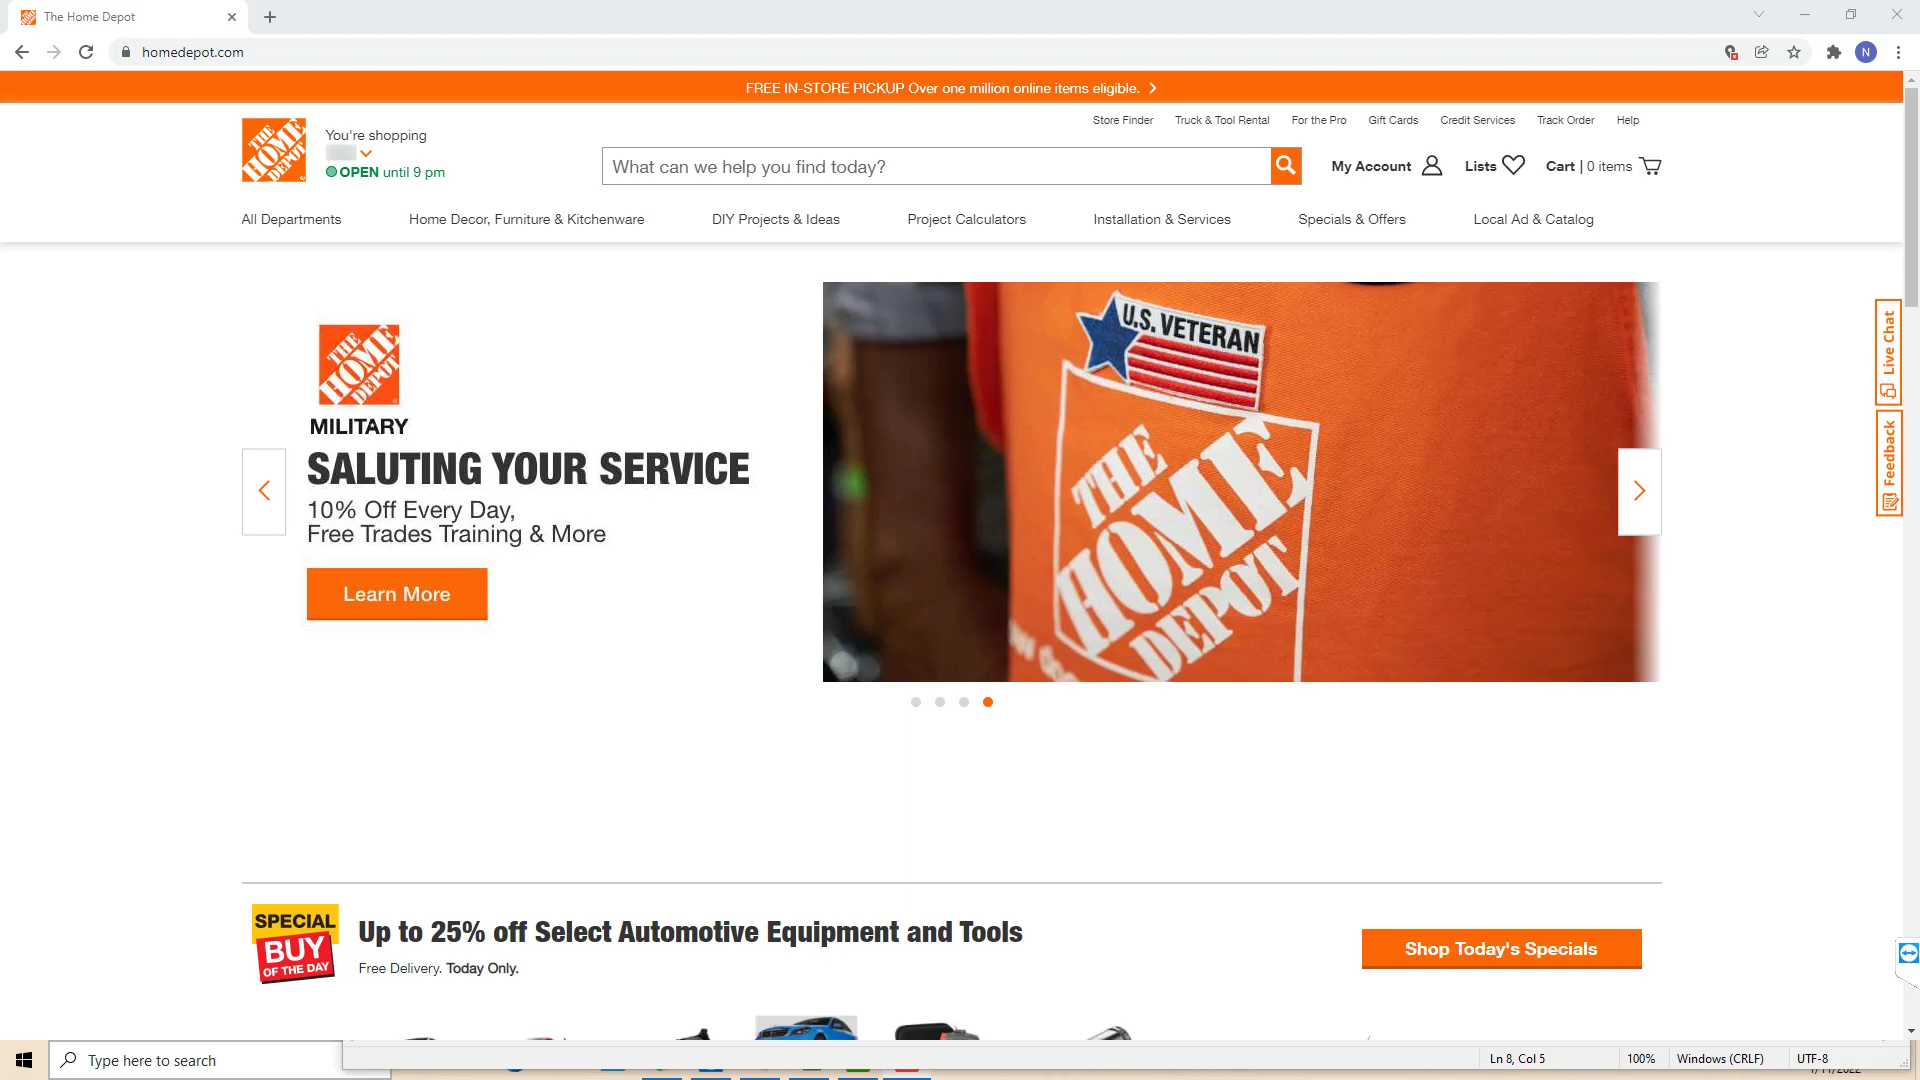 The Home Depot
homedepot.com
N
FREE IN-STORE PICKUP Over one million online items eligible.
Store Finder
Truck & Tool Rental
For the Pro
Gift Cards
Credit Services
Track Order
Help
THE HOME DEPOT
You're shopping
OPEN until 9 pm
What can we help you find today?
My Account
Lists
Cart | 0 items
All Departments
Home Decor, Furniture & Kitchenware
DIY Projects & Ideas
Project Calculators
Installation & Services
Specials & Offers
Local Ad & Catalog
THE HOME DEPOT
MILITARY
SALUTING YOUR SERVICE
10% Off Every Day,
Free Trades Training & More
Learn More
U.S. VETERAN
THE
HOME
DEPOT
Live Chat
Feedback
SPECIAL
BUY
OF THE DAY
Up to 25% off Select Automotive Equipment and Tools
Free Delivery. Today Only.
Shop Today's Specials
Type here to search
Ln 8, Col 5
100%
Windows (CRLF)
UTF-8